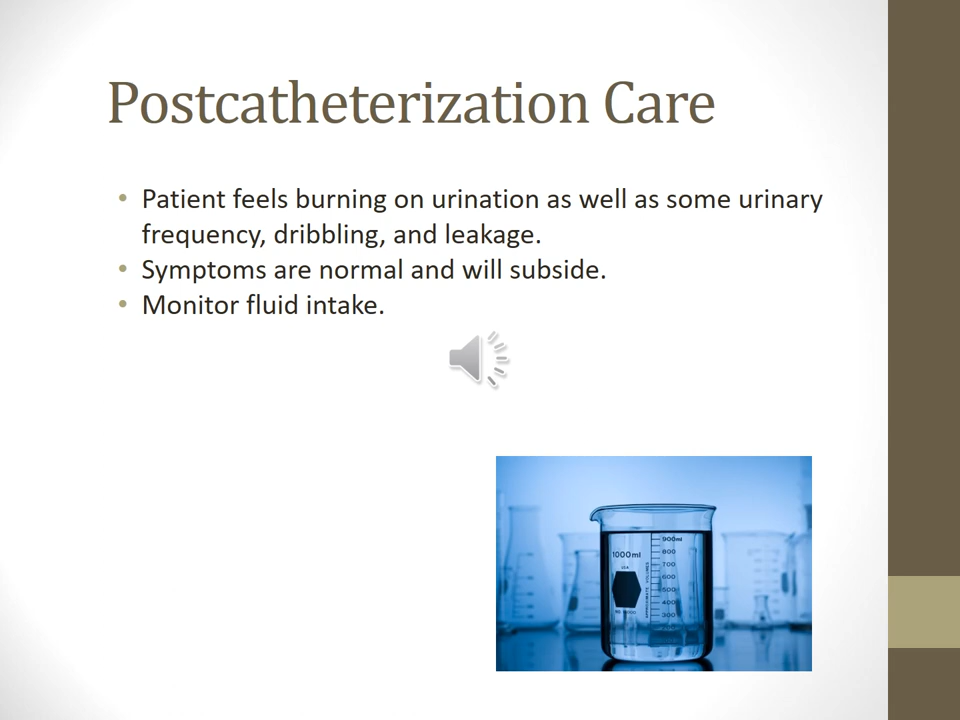 Postcatheterization Care
• Patient feels burning on urination as well as some urinary
frequency, dribbling, and leakage.
• Symptoms are normal and will subside.
• Monitor fluid intake.
900ml
1000ml
800
700
600
500
400
300